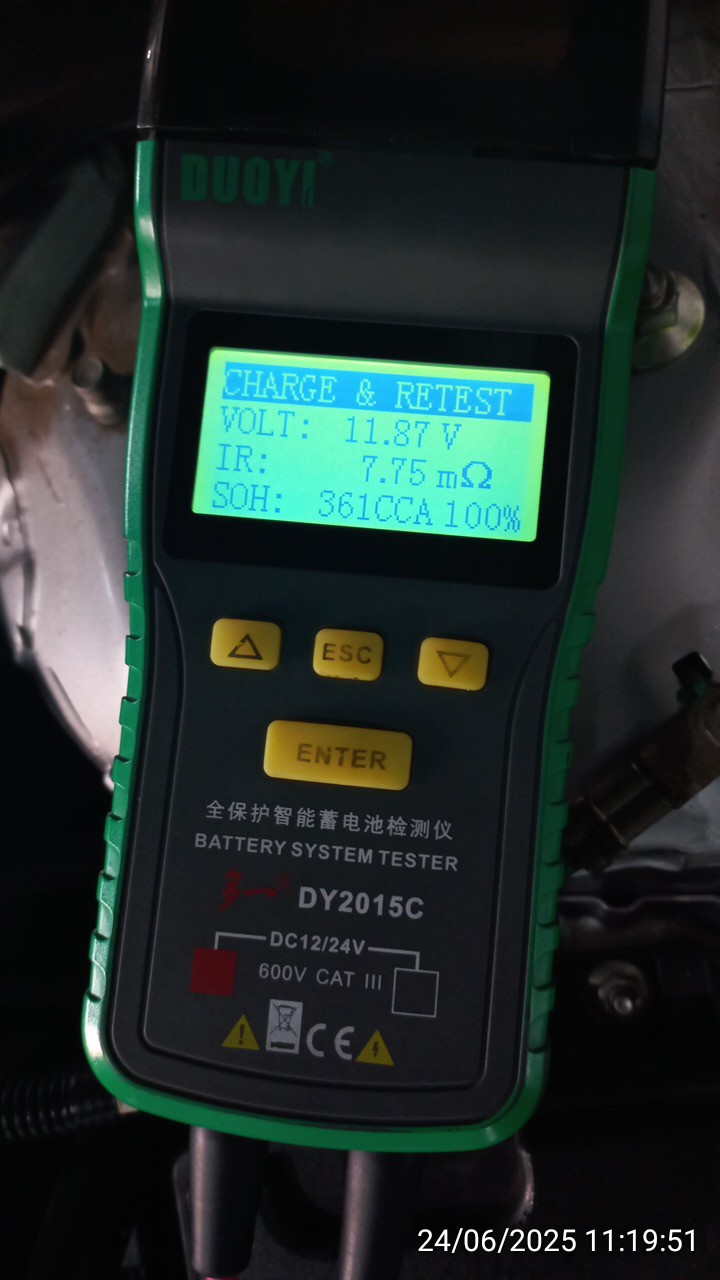 DUOYI®
CHARGE & RETEST
VOLT: 11.87 V
IR: 7.75 mΩ
SOH: 361CCA 100%
ESC
ENTER
全保护智能蓄电池检测仪
BATTERY SYSTEM TESTER
多一® DY2015C
DC12/24V
600V CAT III
CE
24/06/2025 11:19:51